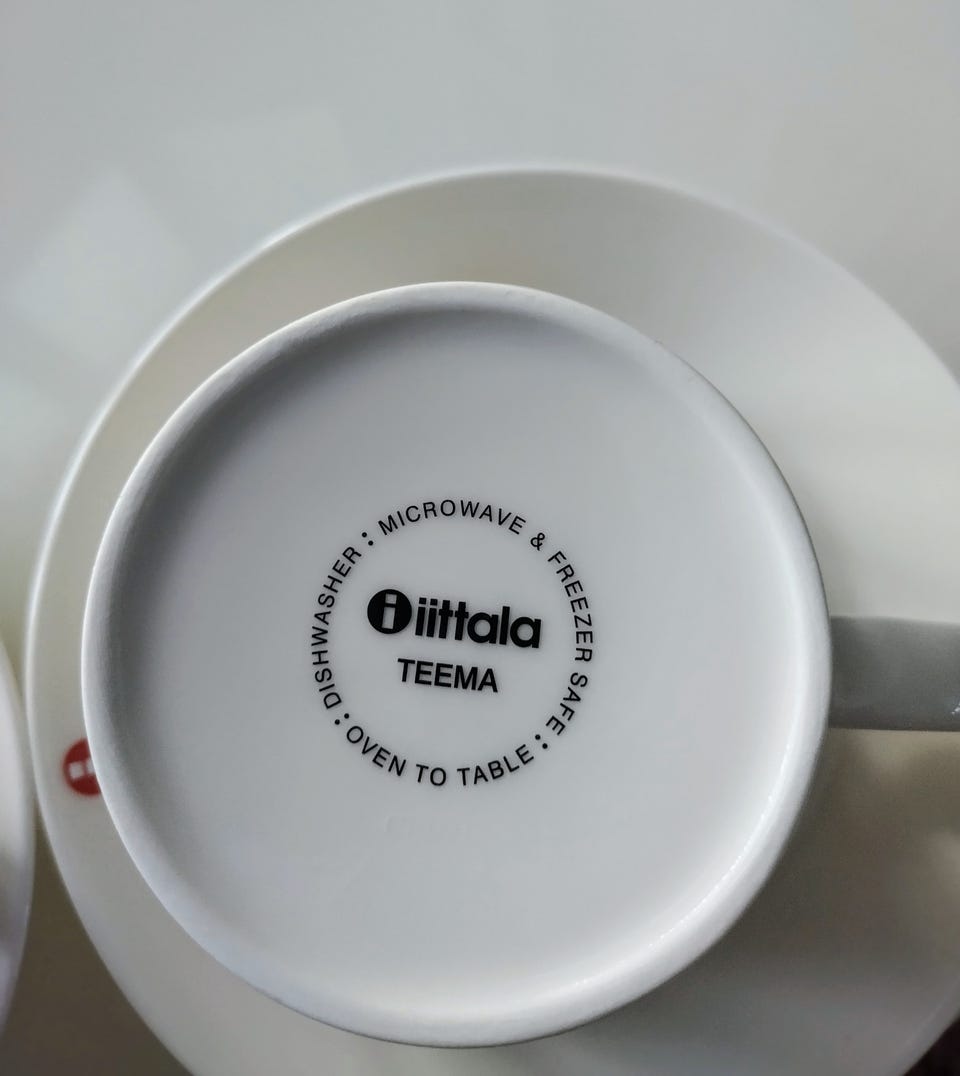 DISHWASHER : MICROWAVE & FREEZER SAFE : OVEN TO TABLE :
i iittala
TEEMA